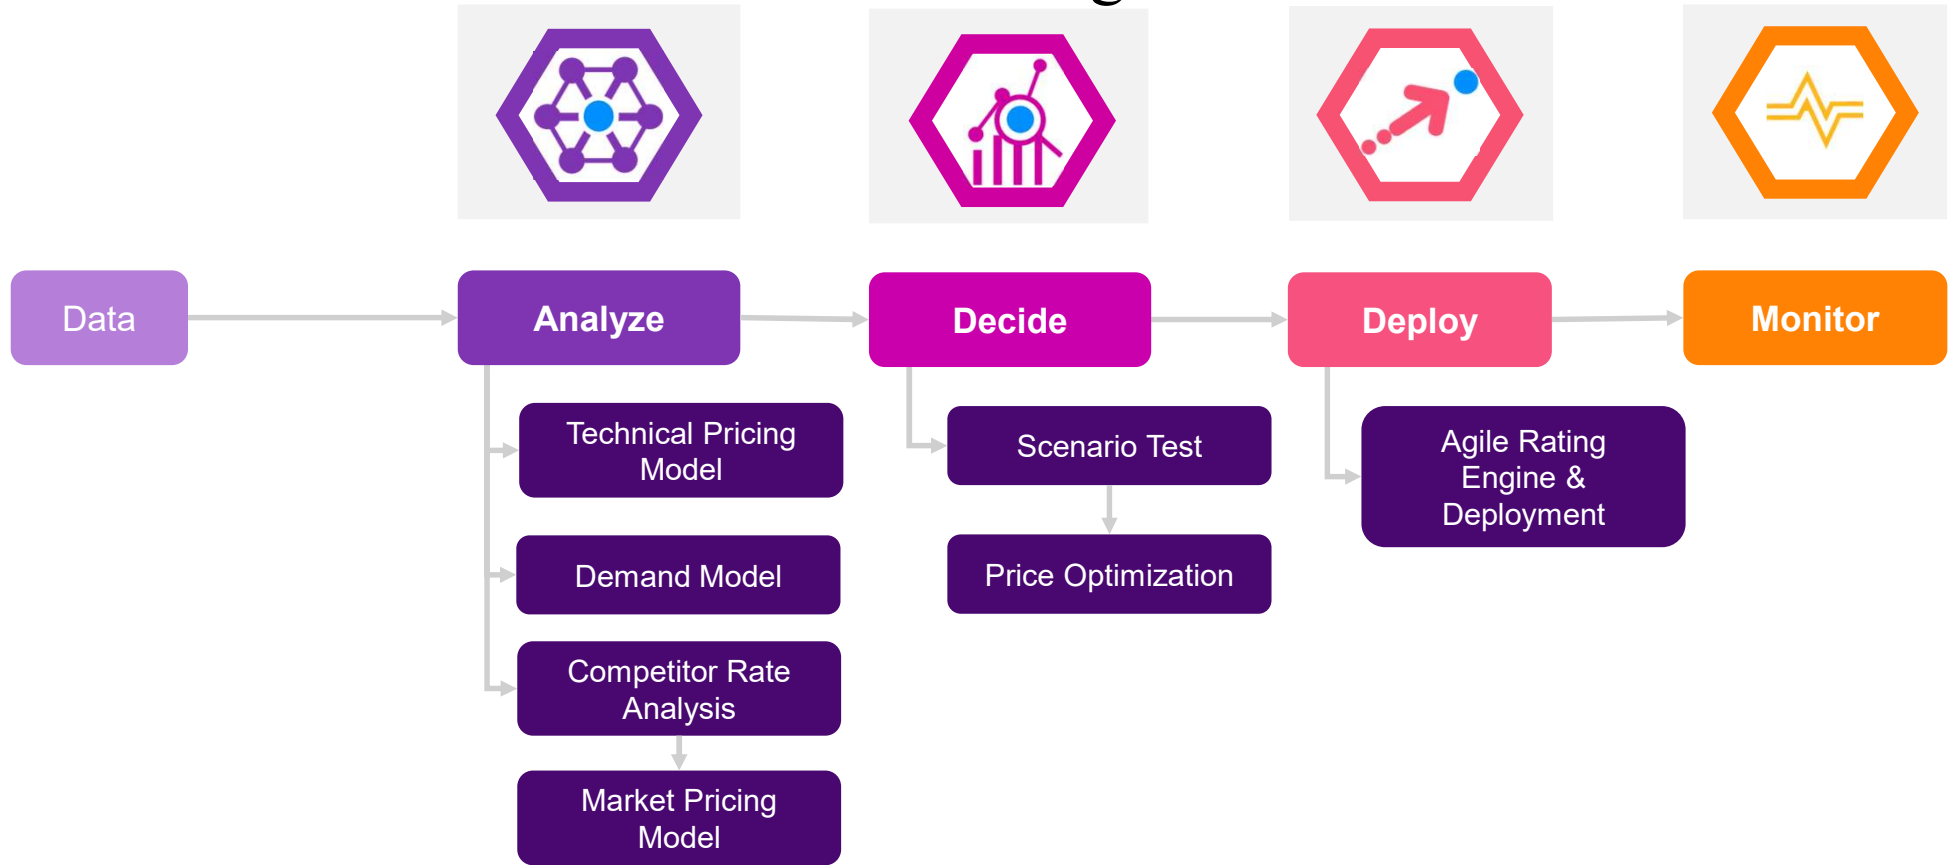 Data
Analyze
Decide
Deploy
Monitor
Technical Pricing
Model
Demand Model
Competitor Rate
Analysis
Market Pricing
Model
Scenario Test
Price Optimization
Agile Rating
Engine &
Deployment